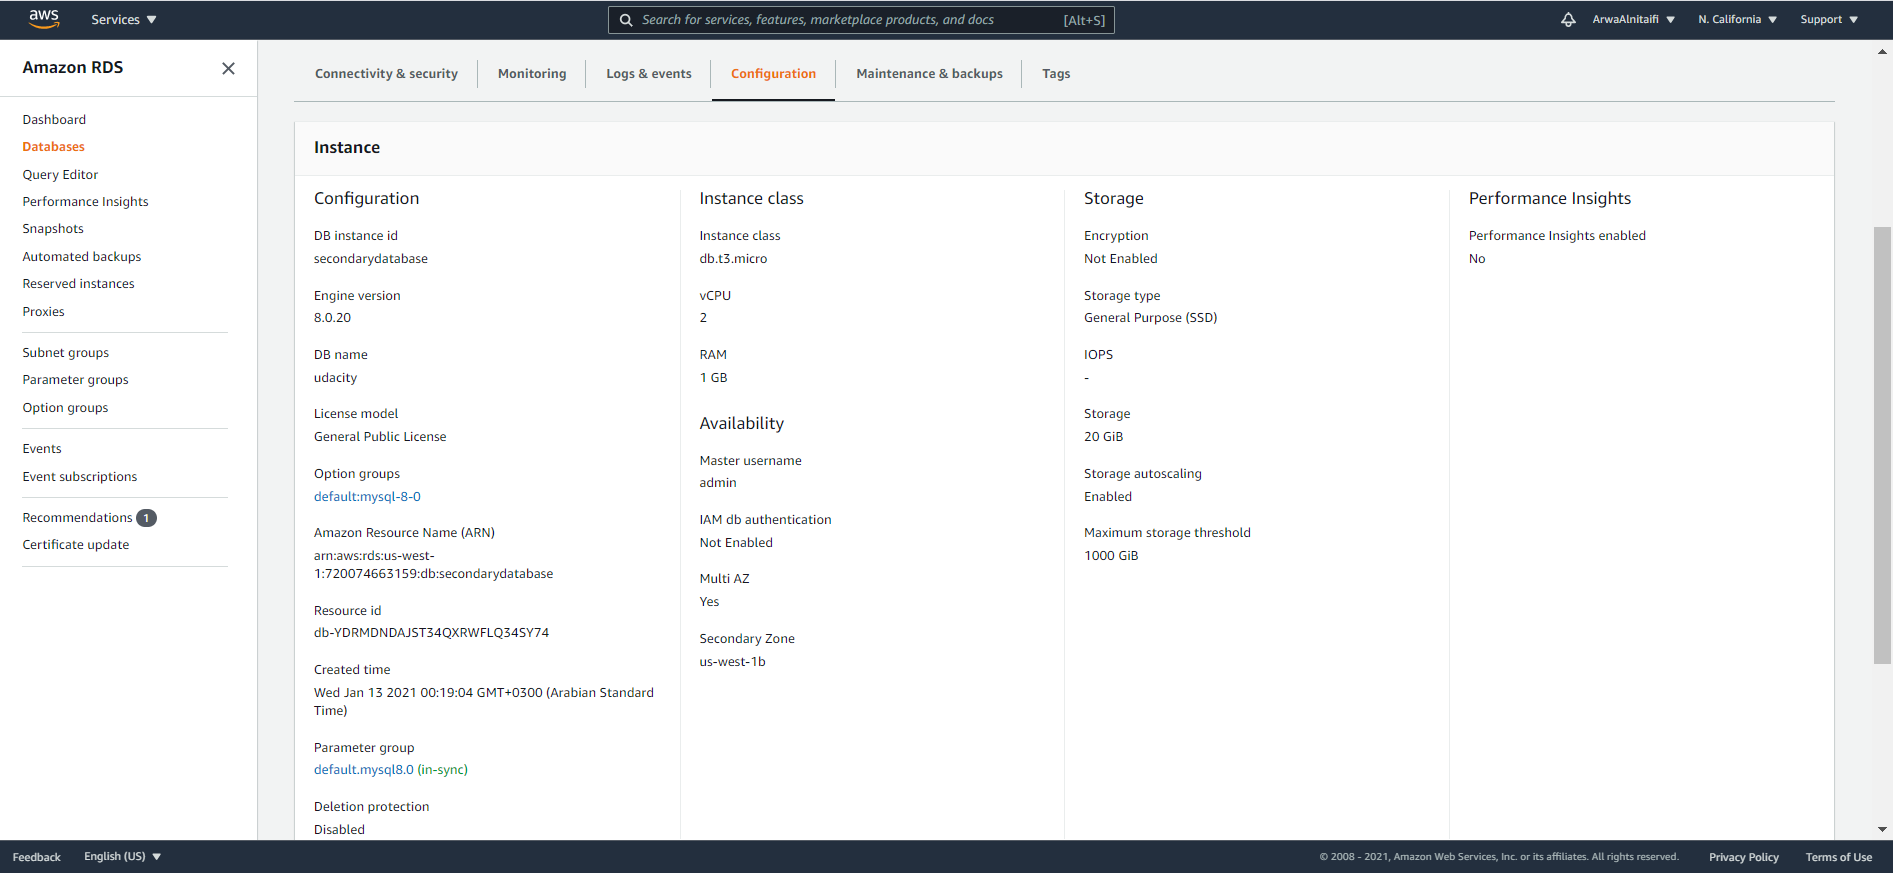 aws
Services
Search for services, features, marketplace products, and docs [Alt+S]
ArwaAlnitaifi
N. California
Support
Amazon RDS
Dashboard
Databases
Query Editor
Performance Insights
Snapshots
Automated backups
Reserved instances
Proxies
Subnet groups
Parameter groups
Option groups
Events
Event subscriptions
Recommendations 1
Certificate update
Connectivity & security
Monitoring
Logs & events
Configuration
Maintenance & backups
Tags
Instance
Configuration
DB instance id
secondarydatabase
Engine version
8.0.20
DB name
udacity
License model
General Public License
Option groups
default:mysql-8-0
Amazon Resource Name (ARN)
arn:aws:rds:us-west-
1:720074663159:db:secondarydatabase
Resource id
db-YDRMDNDAJST34QXRWFLQ34SY74
Created time
Wed Jan 13 2021 00:19:04 GMT+0300 (Arabian Standard
Time)
Parameter group
default.mysql8.0 (in-sync)
Deletion protection
Disabled
Instance class
Instance class
db.t3.micro
vCPU
2
RAM
1 GB
Availability
Master username
admin
IAM db authentication
Not Enabled
Multi AZ
Yes
Secondary Zone
us-west-1b
Storage
Encryption
Not Enabled
Storage type
General Purpose (SSD)
IOPS
-
Storage
20 GiB
Storage autoscaling
Enabled
Maximum storage threshold
1000 GiB
Performance Insights
Performance Insights enabled
No
Feedback
English (US)
© 2008 - 2021, Amazon Web Services, Inc. or its affiliates. All rights reserved.
Privacy Policy
Terms of Use